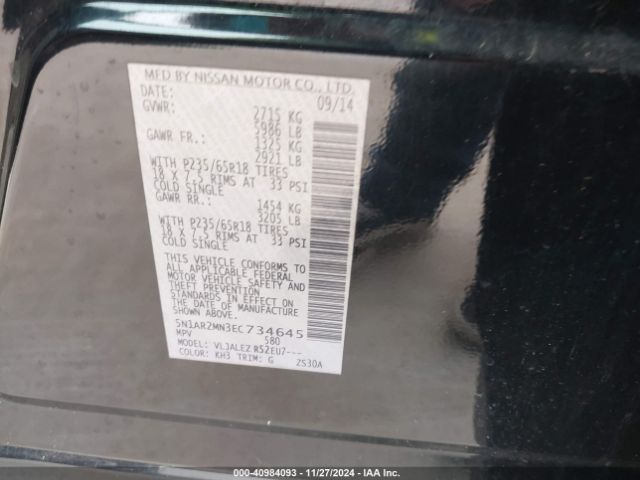 MFD BY NISSAN MOTOR CO., LTD.
DATE: 09/14
GVWR: 2715 KG
5986 LB
GAWR FR.: 1325 KG
2921 LB
WITH P235/65R18 TIRES
18 X 7.5 RIMS AT 33 PSI
COLD SINGLE
GAWR RR.: 1454 KG
3205 LB
WITH P235/65R18 TIRES
18 X 7.5 RIMS AT 33 PSI
COLD SINGLE
THIS VEHICLE CONFORMS TO
ALL APPLICABLE FEDERAL
MOTOR VEHICLE SAFETY AND
THEFT PREVENTION
STANDARDS IN EFFECT ON
THE DATE OF MANUFACTURE
SHOWN ABOVE.
5N1AR2MN3EC734645
MPV 580
MODEL: VLJALEZ R52EU7---
COLOR: KH3 TRIM: G ZS30A
000-40984093 — 11/27/2024 — IAA Inc.